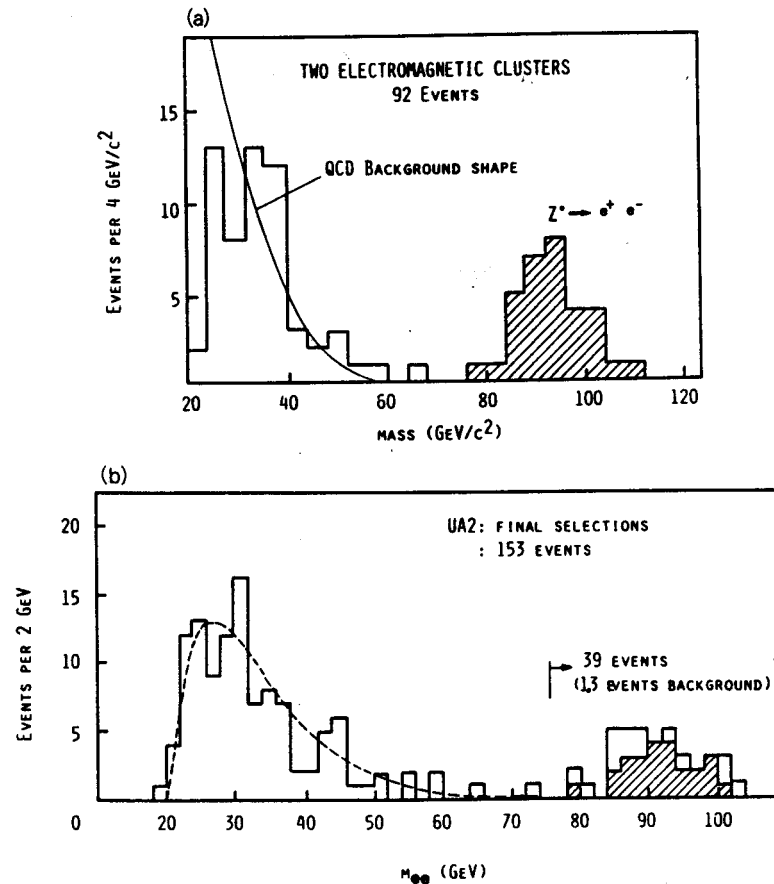 (a)
TWO ELECTROMAGNETIC CLUSTERS
92 EVENTS
QCD BACKGROUND SHAPE
Z° → e+ e-
EVENTS PER 4 GeV/c²
15
10
5
20 40 60 80 100 120
MASS (GeV/c²)
(b)
UA2: FINAL SELECTIONS
: 153 EVENTS
39 EVENTS
(1.3 EVENTS BACKGROUND)
EVENTS PER 2 GeV
20
15
10
5
0 10 20 30 40 50 60 70 80 90 100
Mee (GeV)